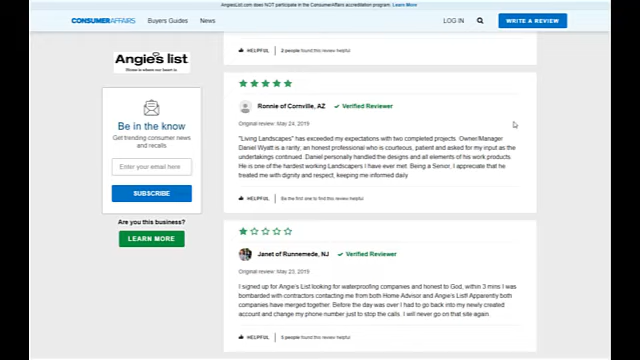 AngiesList.com does NOT participate in the ConsumerAffairs accreditation program. Learn More
CONSUMERAFFAIRS Buyers Guides News LOG IN WRITE A REVIEW
HELPFUL 2 people found this review helpful
Angie's list
Be in the know
Get trending consumer news
and recalls
Enter your email
SUBSCRIBE
Are you this business?
LEARN MORE
Ronnie of Cornville, AZ Verified Reviewer
Original review: May 24, 2019
"Living Landscapes" has exceeded my expectations with two completed projects. Owner/Manager
Daniel Wyatt is a rarity; an honest professional who is courteous, patient and asked for my input as the
undertakings continued. Daniel personally handled the designs and all elements of his work products.
He is one of the hardest working Landscapers I have ever met. Being a Senior, I appreciate that he
treated me with dignity and respect, keeping me informed daily
HELPFUL Be the first one to find this review helpful
Janet of Runnemede, NJ Verified Reviewer
Original review: May 23, 2019
I signed up for Angie's List looking for waterproofing companies and honest to God, within 3 mins I was
bombarded with contractors contacting me from both Home Advisor and Angie's List! Apparently both
companies have merged together. Before the day was over I had to go back into my newly created
account and change my phone number just to stop the calls. I will never go on that site again.
HELPFUL 5 people found this review helpful